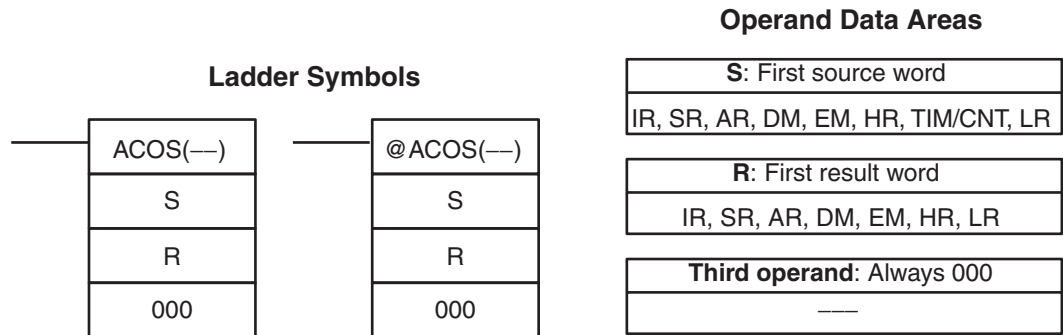 Ladder Symbols
ACOS(––)
S
R
000
@ACOS(––)
S
R
000
Operand Data Areas
S: First source word
IR, SR, AR, DM, EM, HR, TIM/CNT, LR
R: First result word
IR, SR, AR, DM, EM, HR, LR
Third operand: Always 000
–––